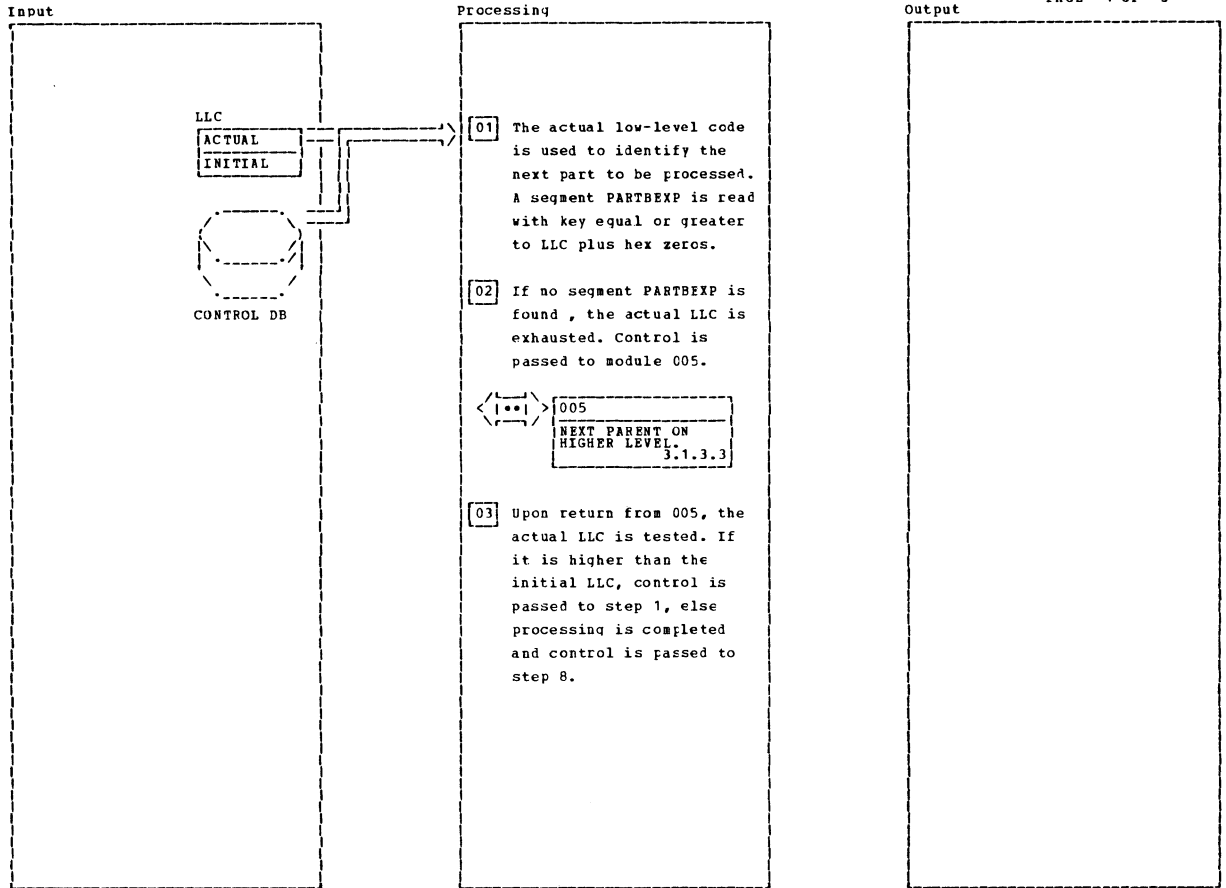 Input
Processing
Output
LLC
ACTUAL
INITIAL
CONTROL DB
01 The actual low-level code
is used to identify the
next part to be processed.
A segment PARTBEXP is read
with key equal or greater
to LLC plus hex zeros.
02 If no segment PARTBEXP is
found , the actual LLC is
exhausted. Control is
passed to module 005.
005
NEXT PARENT ON
HIGHER LEVEL.
3.1.3.3
03 Upon return from 005, the
actual LLC is tested. If
it is higher than the
initial LLC, control is
passed to step 1, else
processing is completed
and control is passed to
step 8.